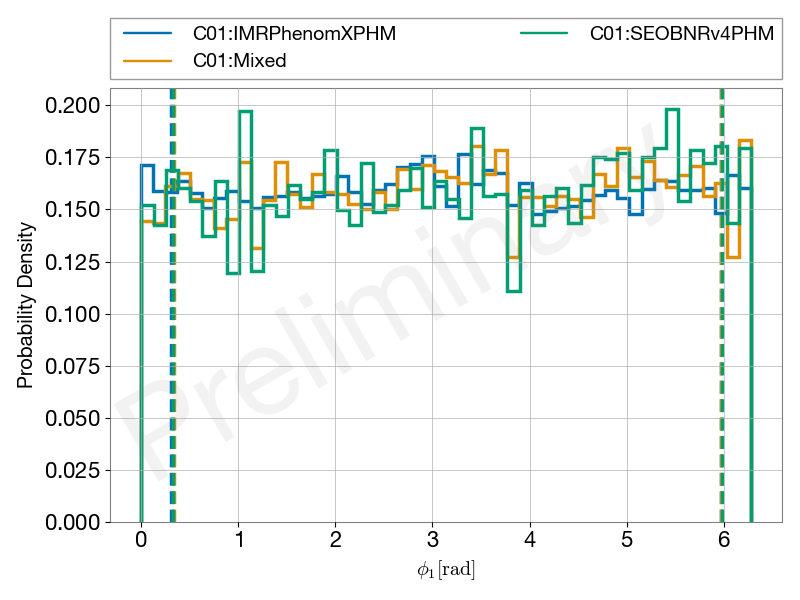 C01:IMRPhenomXPHM
C01:Mixed
C01:SEOBNRv4PHM
0.200
0.175
0.150
0.125
0.100
0.075
0.050
0.025
0.000
Probability Density
Preliminary
0 1 2 3 4 5 6
ϕ₁[rad]